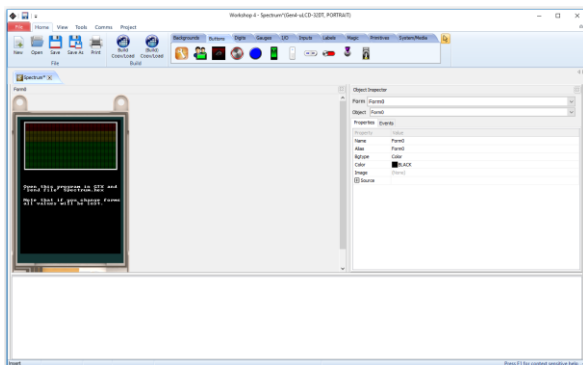 Workshop 4 - Spectrum*(Gen4-uLCD-32DT, PORTRAIT)
File Home View Tools Comms Project
Backgrounds Buttons Digits Gauges I/O Inputs Labels Magic Primitives System/Media
New Open Save Save As Print
Build Copy/Load
(Build) Copy/Load
File Build
Spectrum*
Form0
Open this program in GTX and
"Send File" Spectrum.Hex
Note that if you change forms
all values will be lost.
Object Inspector
Form Form0
Object Form0
Properties Events
Property Value
Name Form0
Alias Form0
Bgtype Color
Color BLACK
Image (None)
Source
Insert
Press F1 for context sensitive help